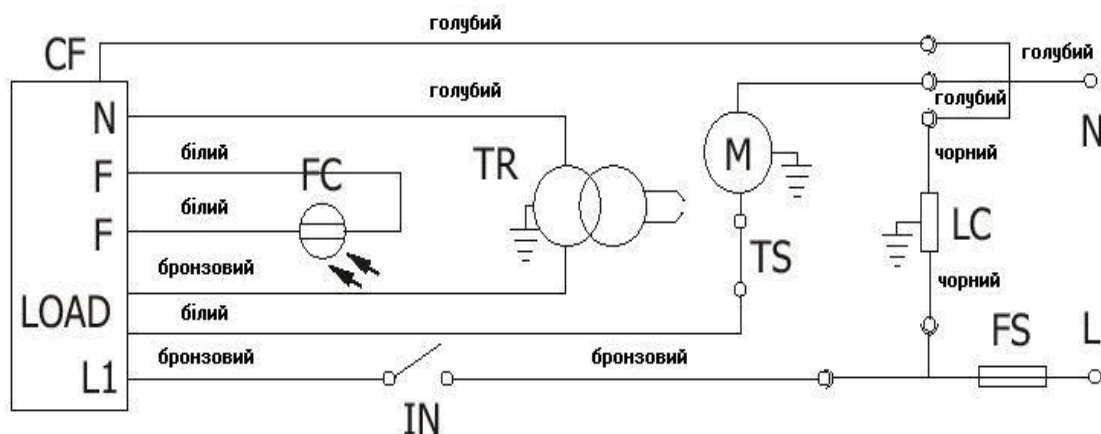 голубий
CF
голубий
голубий
N
голубий
N
білий
TR
M
чорний
F
FC
білий
F
LC
TS
бронзовий
чорний
LOAD
білий
FS
L
бронзовий
бронзовий
L1
IN